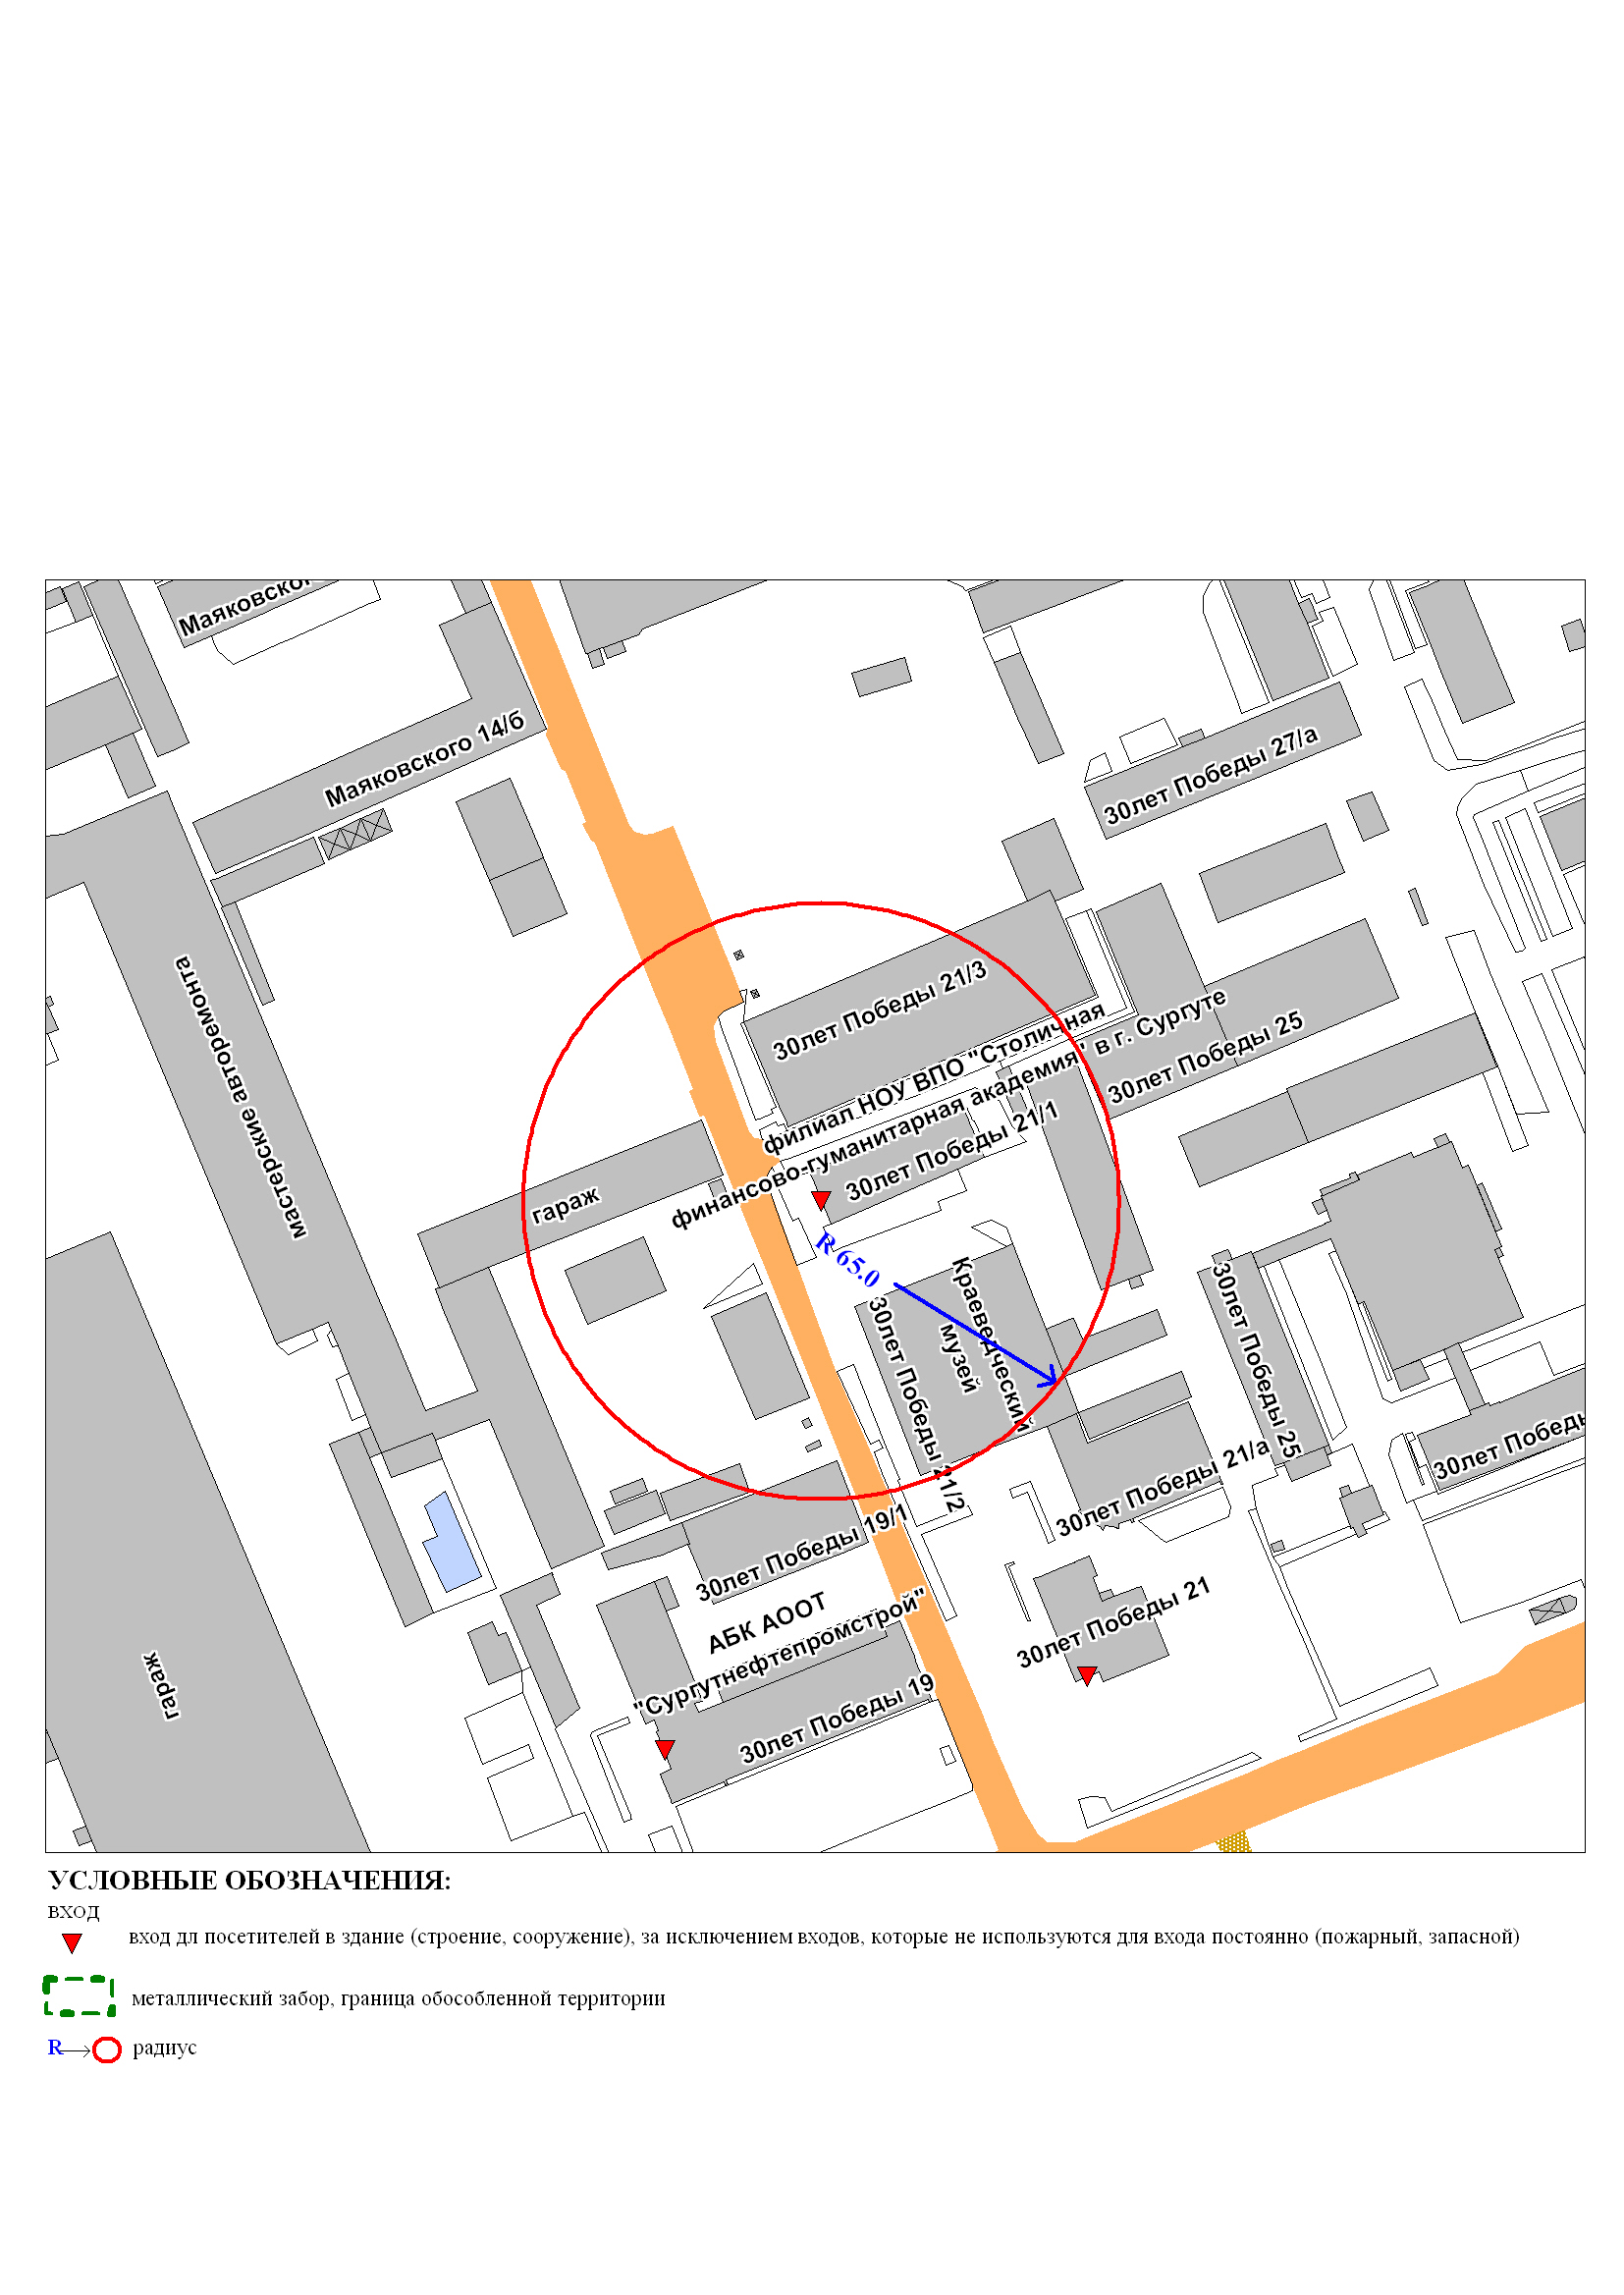 Маяковског
Маяковского 14/б
30лет Победы 27/а
мастерские авторемонта
30лет Победы 21/3
филиал НОУ ВПО "Столичная
финансово-гуманитарная академия" в г. Сургуте
30лет Победы 25
30лет Победы 21/1
гараж
R 65.0
Краеведческий
музей
30лет Победы 21/2
30лет Победы 25
30лет Победы 21/а
30лет Победы
30лет Победы 19/1
АБК АООТ
"Сургутнефтепромстрой"
30лет Победы 21
30лет Победы 19
гараж
УСЛОВНЫЕ ОБОЗНАЧЕНИЯ:
ВХОД
вход дл посетителей в здание (строение, сооружение), за исключением входов, которые не используются для входа постоянно (пожарный, запасной)
металлический забор, граница обособленной территории
R радиус